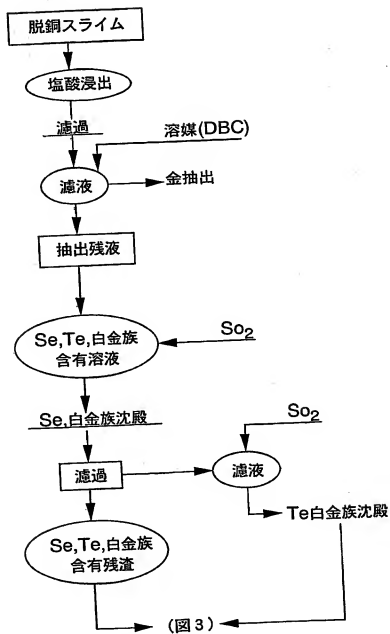 脱銅スライム
塩酸浸出
濾過
溶媒(DBC)
濾液
金抽出
抽出残液
Se,Te,白金族
含有溶液
So2
Se,白金族沈殿
So2
濾過
濾液
Te白金族沈殿
Se,Te,白金族
含有残渣
(図3)